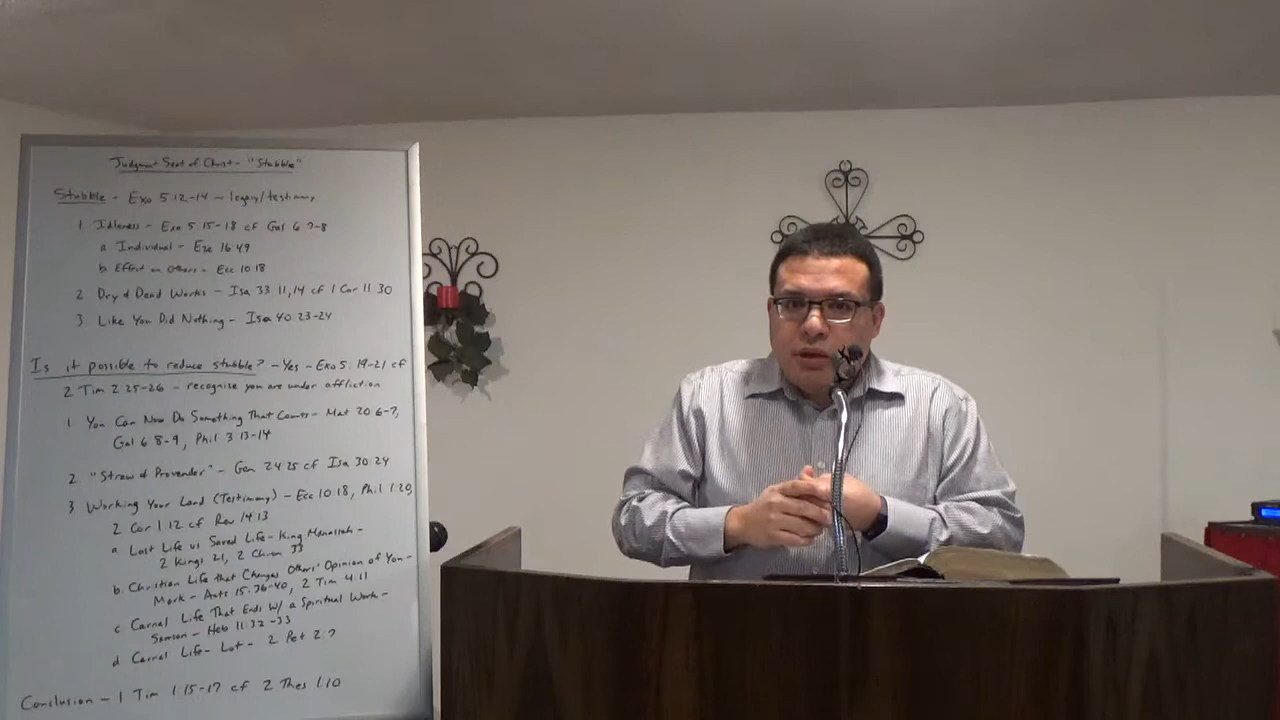 Judgment Seat of Christ - "Stubble"
Stubble - Exo 5:12-14 - legacy/testimony
1 Idleness - Exo 5:15-18 cf Gal 6:7-8
a Individual - Eze 16:49
b Effect on Others - Ecc 10:18
2 Dry & Dead Works - Isa 33:11,14 cf 1 Cor 11:30
3 Like You Did Nothing - Isa 40:23-24
Is it possible to reduce stubble? - Yes - Exo 5:19-21 cf
2 Tim 2:25-26 - recognize you are under affliction
1 You Can Now Do Something That Counts - Mat 20:6-7,
Gal 6:8-9, Phil 3:13-14
2 "Straw & Provender" - Gen 24:25 cf Isa 30:24
3 Working Your Land (Testimony) - Ecc 10:18, Phil 1:20,
2 Cor 1:12 cf Rev 14:13
a Lost Life vs Saved Life - King Manassah -
2 Kings 21, 2 Chron 33
b. Christian Life that Changes Others' Opinion of You -
Mark - Acts 15:36-40, 2 Tim 4:11
c Carnal Life That Ends W/ a Spiritual Work -
Samson - Heb 11:32-33
d Carnal Life - Lot - 2 Pet 2:7
Conclusion - 1 Tim 1:15-17 cf 2 Thes 1:10